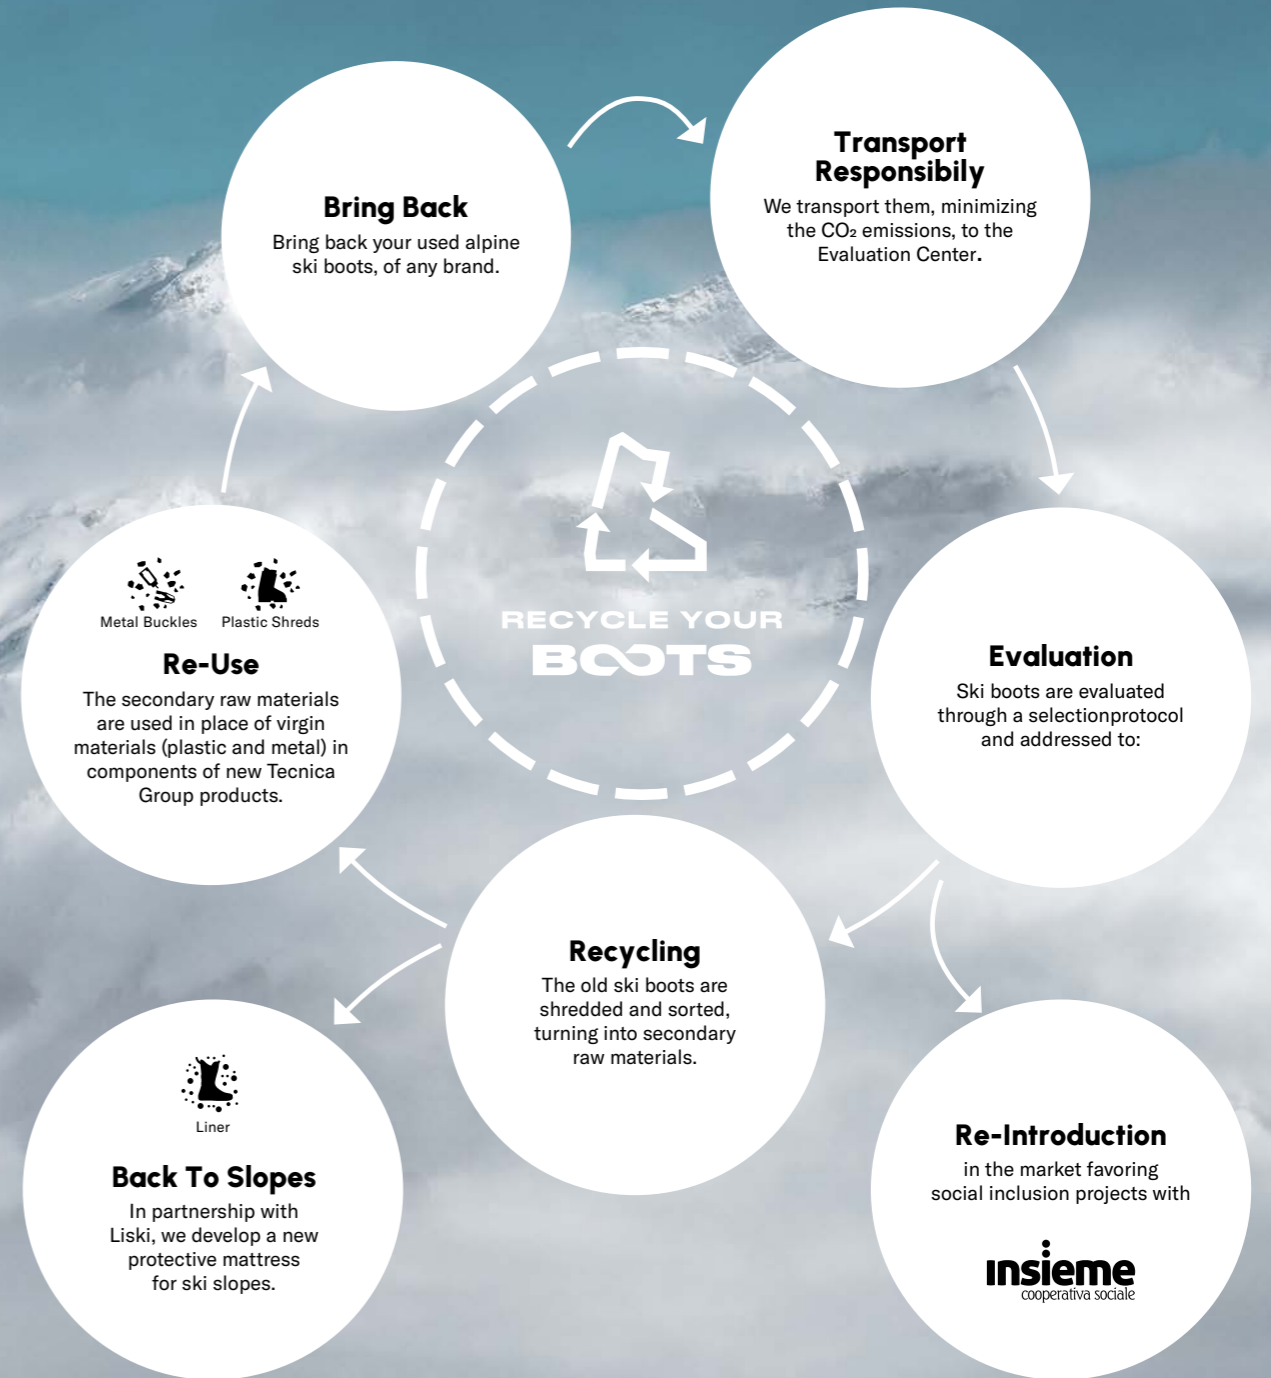 Bring Back
Bring back your used alpine
ski boots, of any brand.
Transport
Responsibily
We transport them, minimizing
the CO₂ emissions, to the
Evaluation Center.
Evaluation
Ski boots are evaluated
through a selectionprotocol
and addressed to:
Re-Introduction
in the market favoring
social inclusion projects with
insieme
cooperativa sociale
Recycling
The old ski boots are
shredded and sorted,
turning into secondary
raw materials.
Metal Buckles
Plastic Shreds
Re-Use
The secondary raw materials
are used in place of virgin
materials (plastic and metal) in
components of new Tecnica
Group products.
Liner
Back To Slopes
In partnership with
Liski, we develop a new
protective mattress
for ski slopes.
RECYCLE YOUR
BOOTS